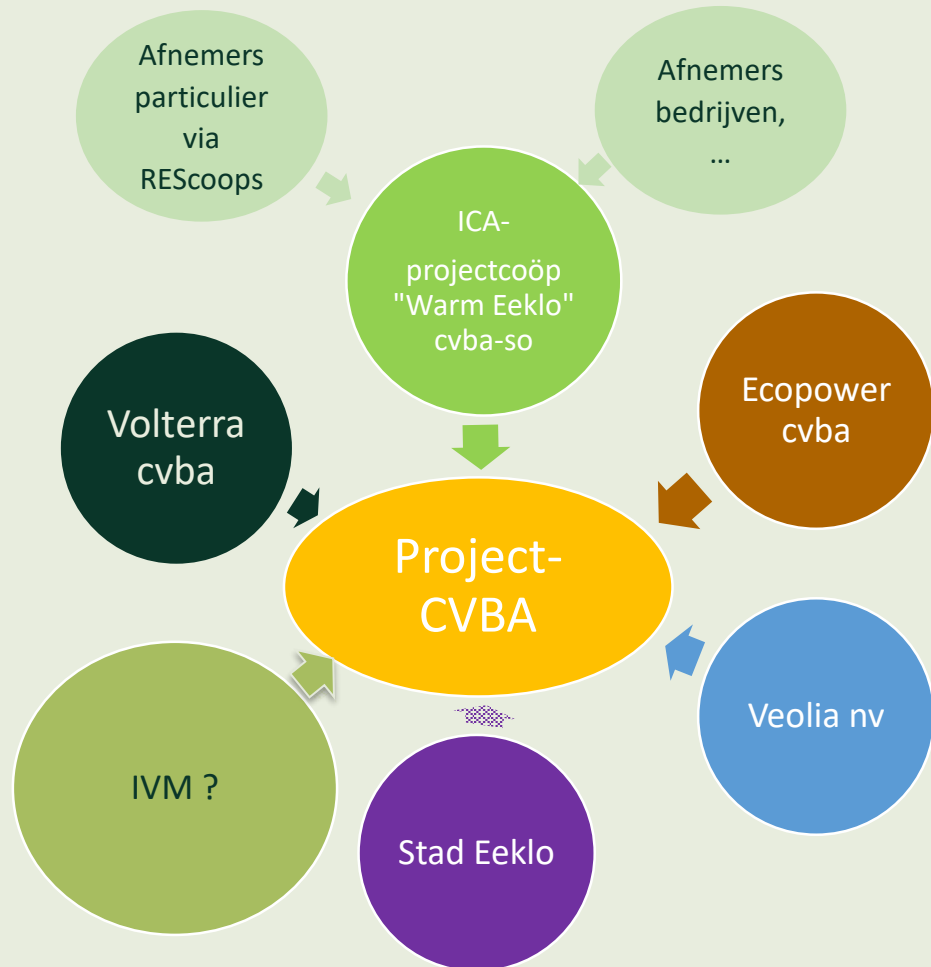 Afnemers
particulier
via
REScoops
Afnemers
bedrijven,
...
ICA-
projectcoöp
"Warm Eeklo"
cvba-so
Volterra
cvba
Ecopower
cvba
Project-
CVBA
IVM ?
Veolia nv
Stad Eeklo